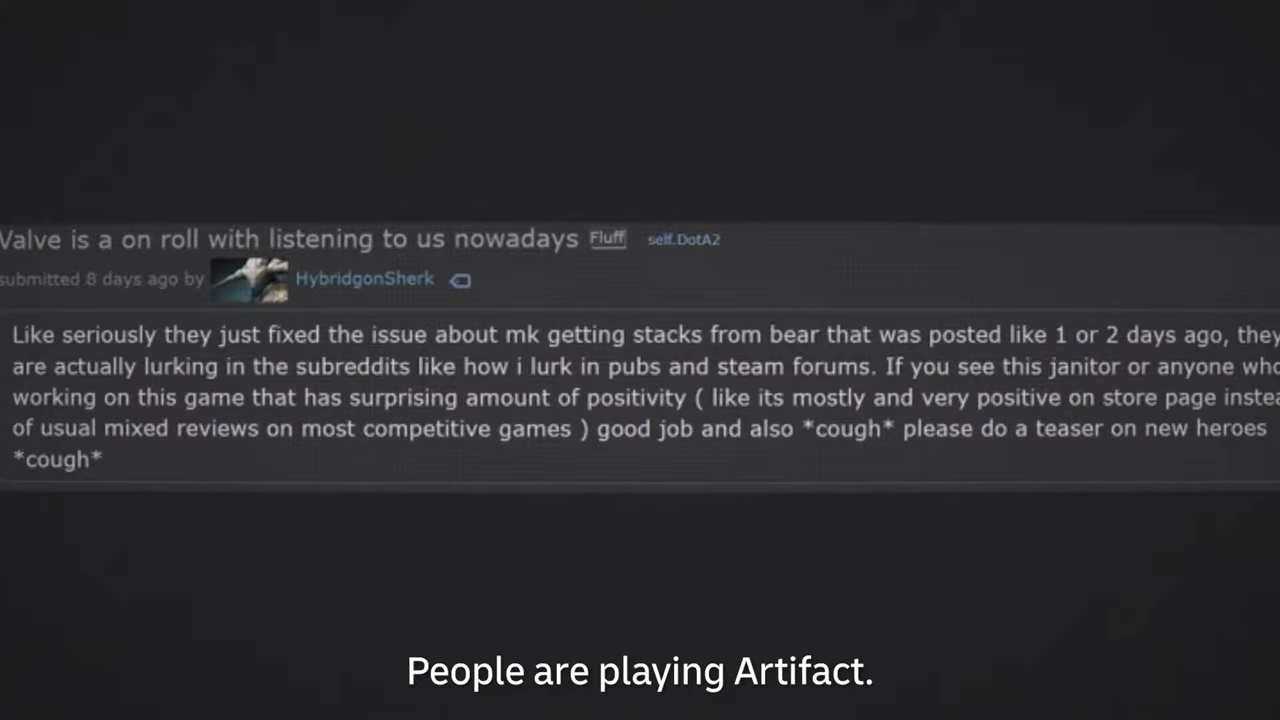 Valve is a on roll with listening to us nowadays Fluff self.DotA2
submitted 8 days ago by HybridgonSherk
Like seriously they just fixed the issue about mk getting stacks from bear that was posted like 1 or 2 days ago, they
are actually lurking in the subreddits like how i lurk in pubs and steam forums. If you see this janitor or anyone who
working on this game that has surprising amount of positivity ( like its mostly and very positive on store page
of usual mixed reviews on most competitive games ) good job and also *cough* please do a teaser on new heroes
*cough*
People are playing Artifact.